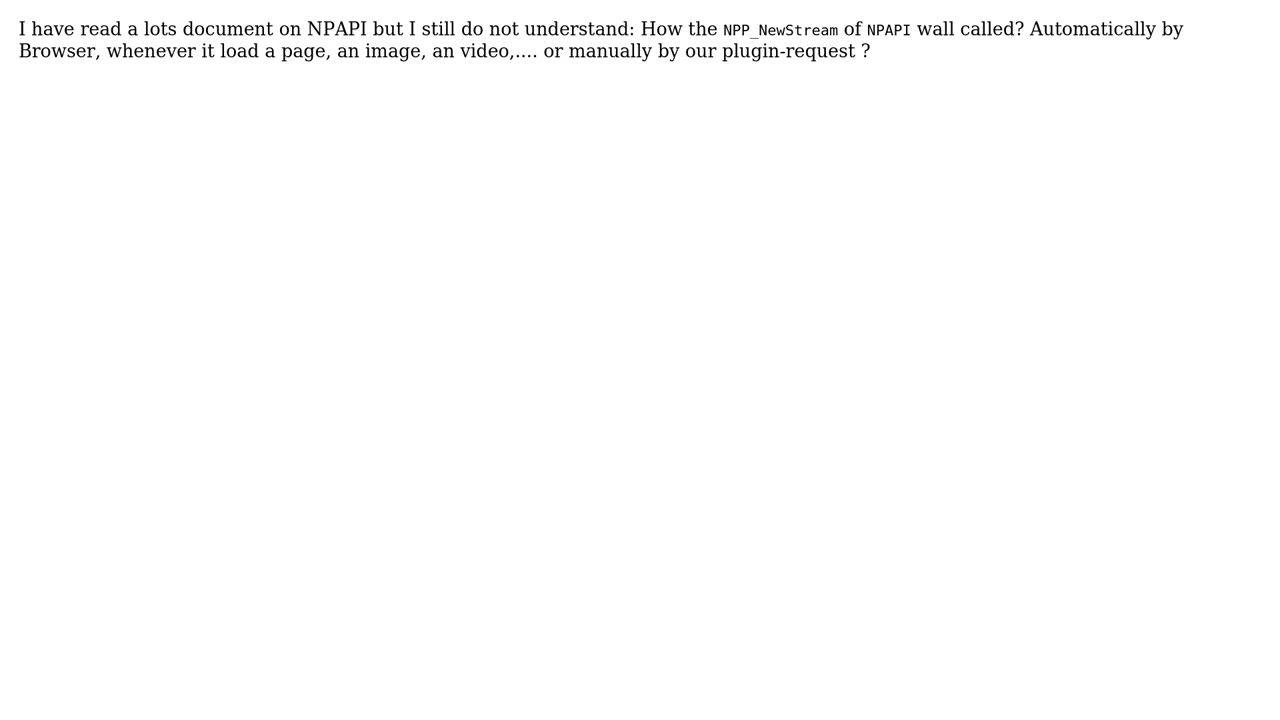 I have read a lots document on NPAPI but I still do not understand: How the NPP_NewStream of NPAPI wall called? Automatically by
Browser, whenever it load a page, an image, an video,.... or manually by our plugin-request ?